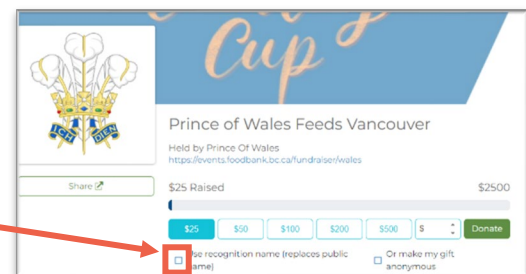 Cup
ICH DIEN
Prince of Wales Feeds Vancouver
Held by Prince Of Wales
https://events.foodbank.bc.ca/fundraiser/wales
Share
$25 Raised $2500
$25 $50 $100 $200 $500 $ Donate
Use recognition name (replaces public name)
Or make my gift anonymous